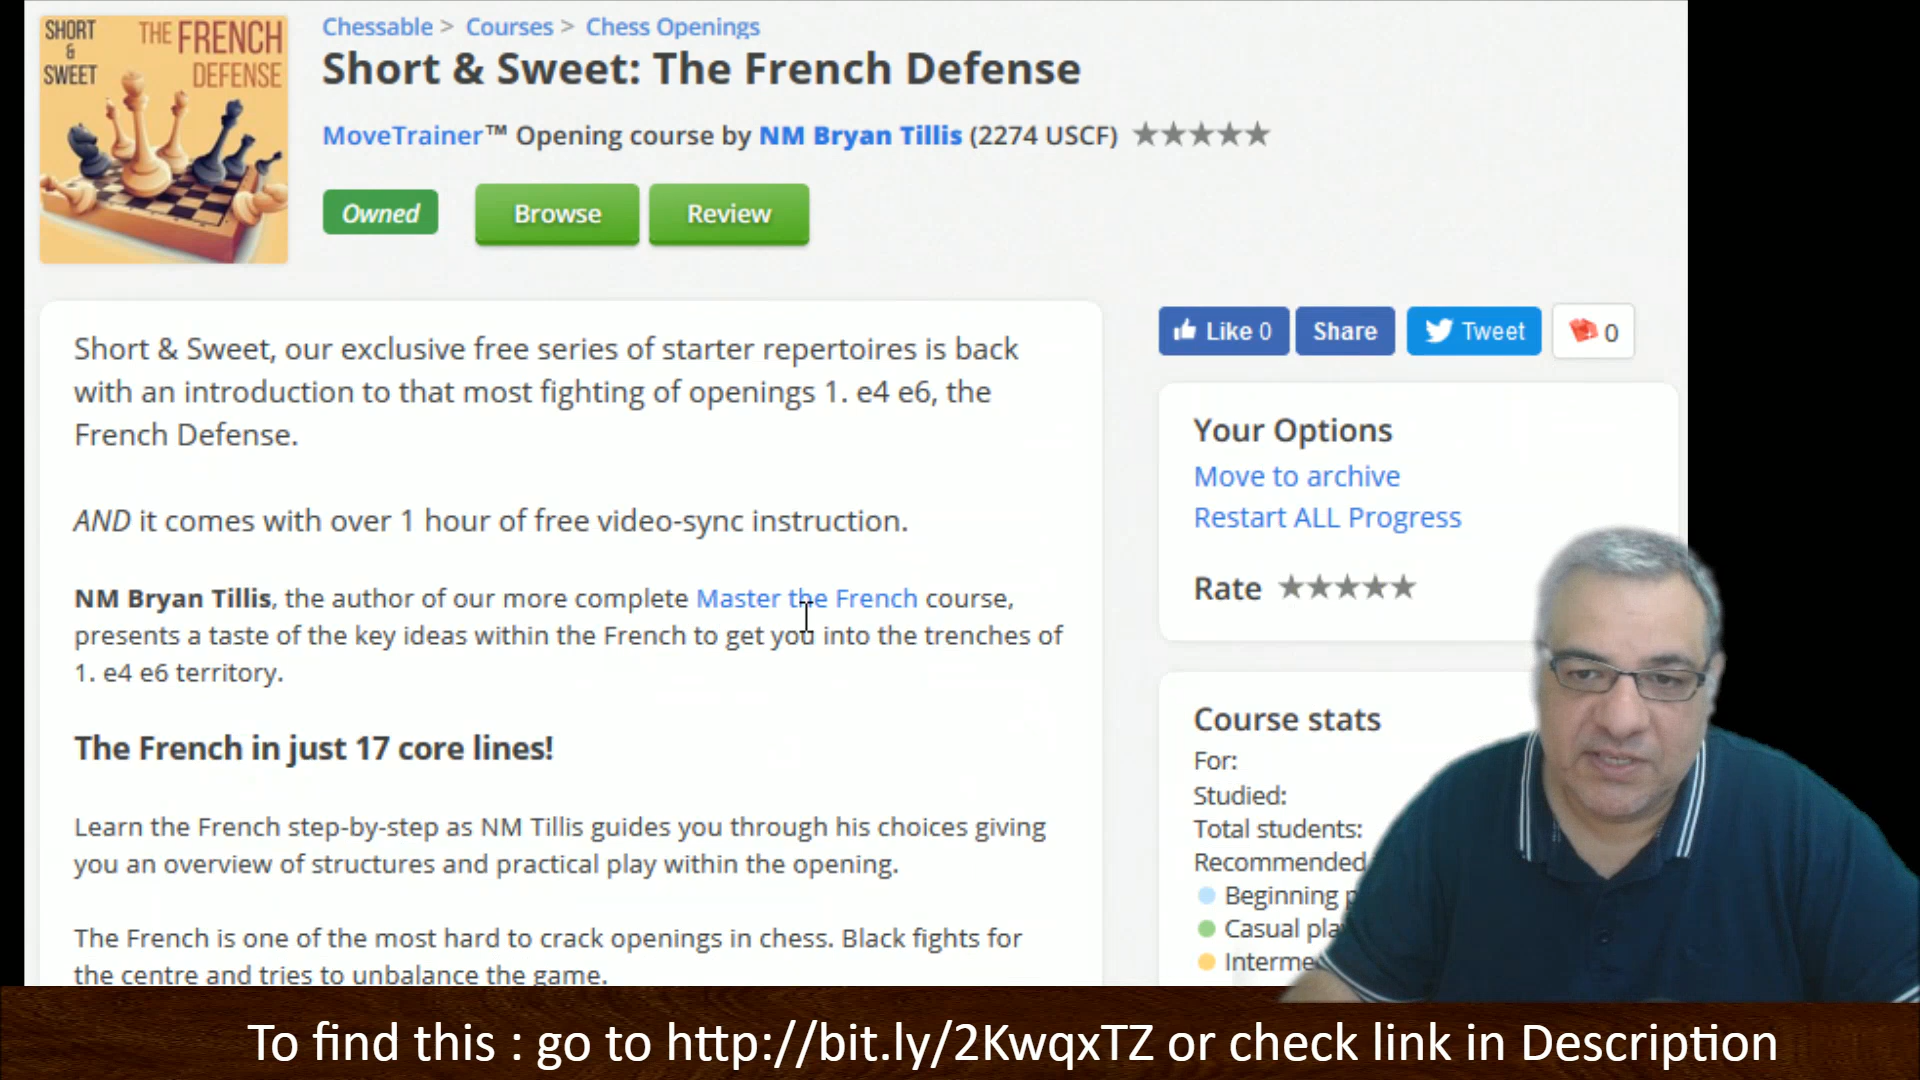 SHORT
&
SWEET
THE FRENCH
DEFENSE
Chessable > Courses > Chess Openings
Short & Sweet: The French Defense
MoveTrainer™ Opening course by NM Bryan Tillis (2274 USCF) ★★★★★
Owned
Browse
Review
Short & Sweet, our exclusive free series of starter repertoires is back
with an introduction to that most fighting of openings 1. e4 e6, the
French Defense.
AND it comes with over 1 hour of free video-sync instruction.
NM Bryan Tillis, the author of our more complete Master the French course,
presents a taste of the key ideas within the French to get you into the trenches of
1. e4 e6 territory.
The French in just 17 core lines!
Learn the French step-by-step as NM Tillis guides you through his choices giving
you an overview of structures and practical play within the opening.
The French is one of the most hard to crack openings in chess. Black fights for
the centre and tries to unbalance the game.
Like 0
Share
Tweet
0
Your Options
Move to archive
Restart ALL Progress
Rate ★★★★★
Course stats
For:
Studied:
Total students:
Recommended
Beginning p
Casual pla
Interme
To find this : go to http://bit.ly/2KwqxTZ or check link in Description